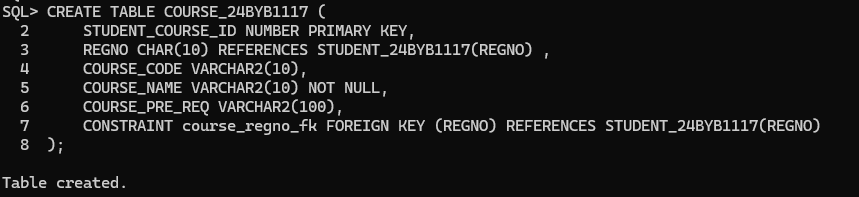 SQL> CREATE TABLE COURSE_24BYB1117 (
  2      STUDENT_COURSE_ID NUMBER PRIMARY KEY,
  3      REGNO CHAR(10) REFERENCES STUDENT_24BYB1117(REGNO) ,
  4      COURSE_CODE VARCHAR2(10),
  5      COURSE_NAME VARCHAR2(10) NOT NULL,
  6      COURSE_PRE_REQ VARCHAR2(100),
  7      CONSTRAINT course_regno_fk FOREIGN KEY (REGNO) REFERENCES STUDENT_24BYB1117(REGNO)
  8  );
Table created.